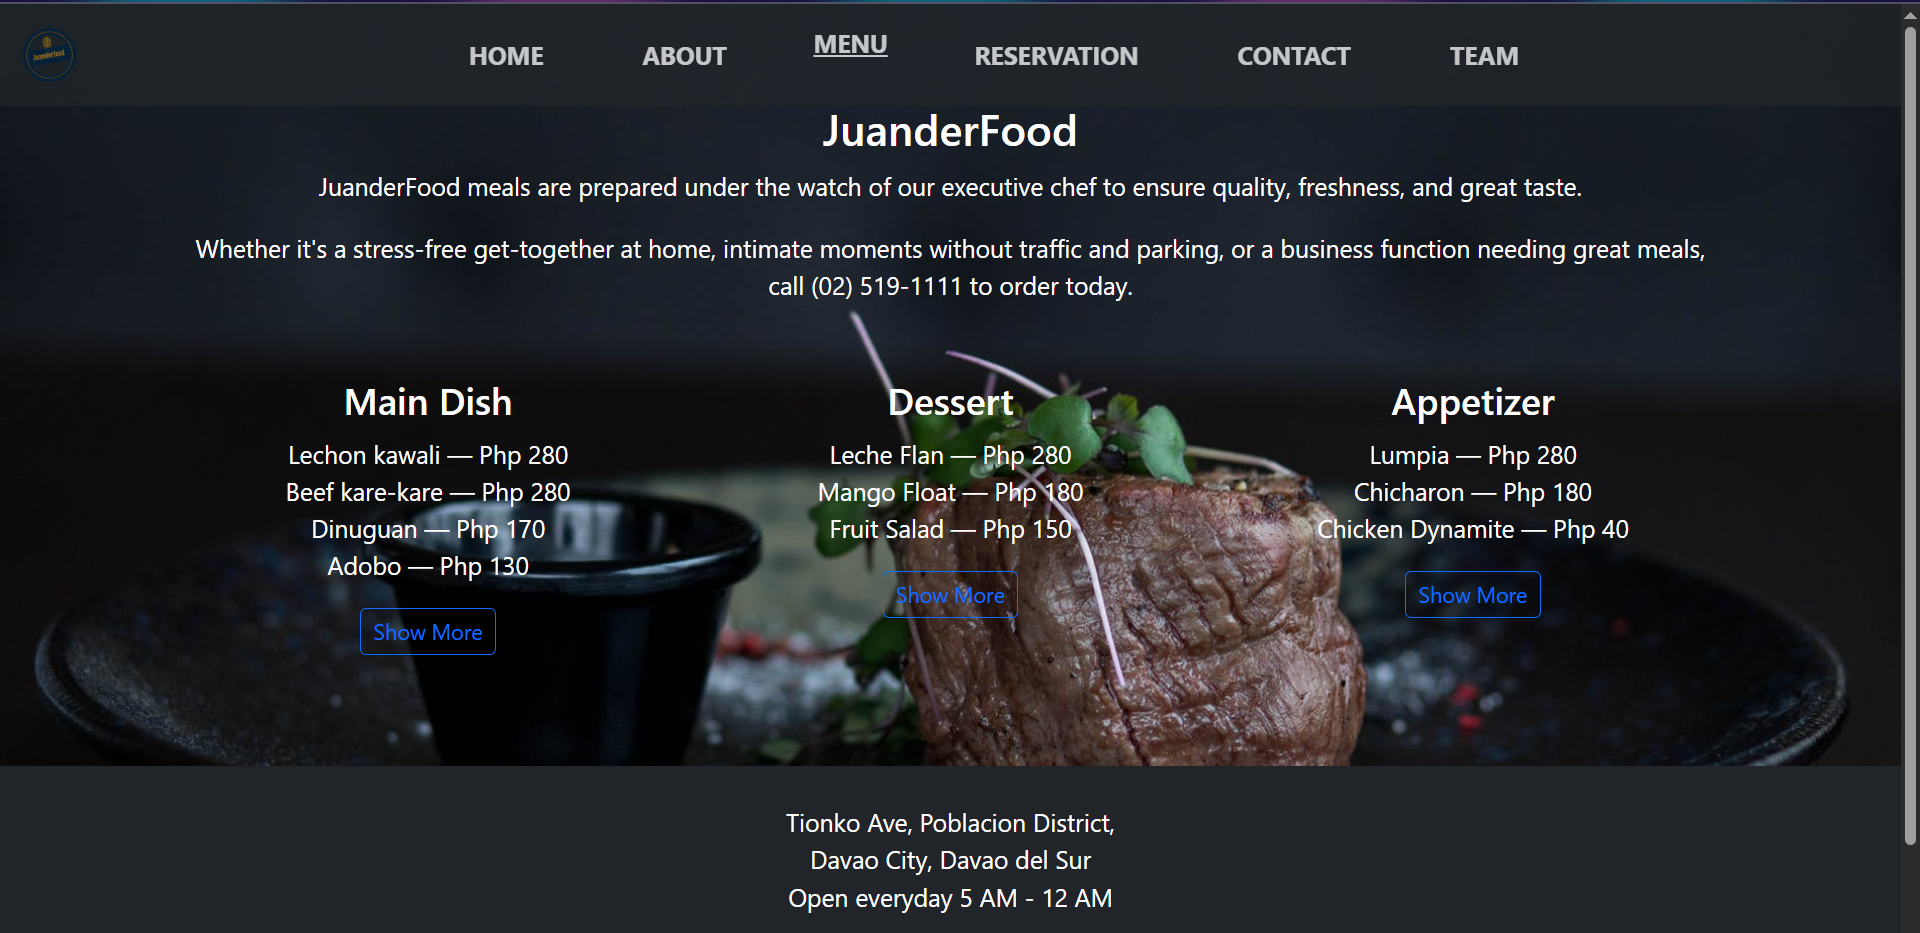 Juanderfood
HOME
ABOUT
MENU
RESERVATION
CONTACT
TEAM
JuanderFood
JuanderFood meals are prepared under the watch of our executive chef to ensure quality, freshness, and great taste.
Whether it's a stress-free get-together at home, intimate moments without traffic and parking, or a business function needing great meals,
call (02) 519-1111 to order today.
Main Dish
Lechon kawali — Php 280
Beef kare-kare — Php 280
Dinuguan — Php 170
Adobo — Php 130
Show More
Dessert
Leche Flan — Php 280
Mango Float — Php 180
Fruit Salad — Php 150
Show More
Appetizer
Lumpia — Php 280
Chicharon — Php 180
Chicken Dynamite — Php 40
Show More
Tionko Ave, Poblacion District,
Davao City, Davao del Sur
Open everyday 5 AM - 12 AM